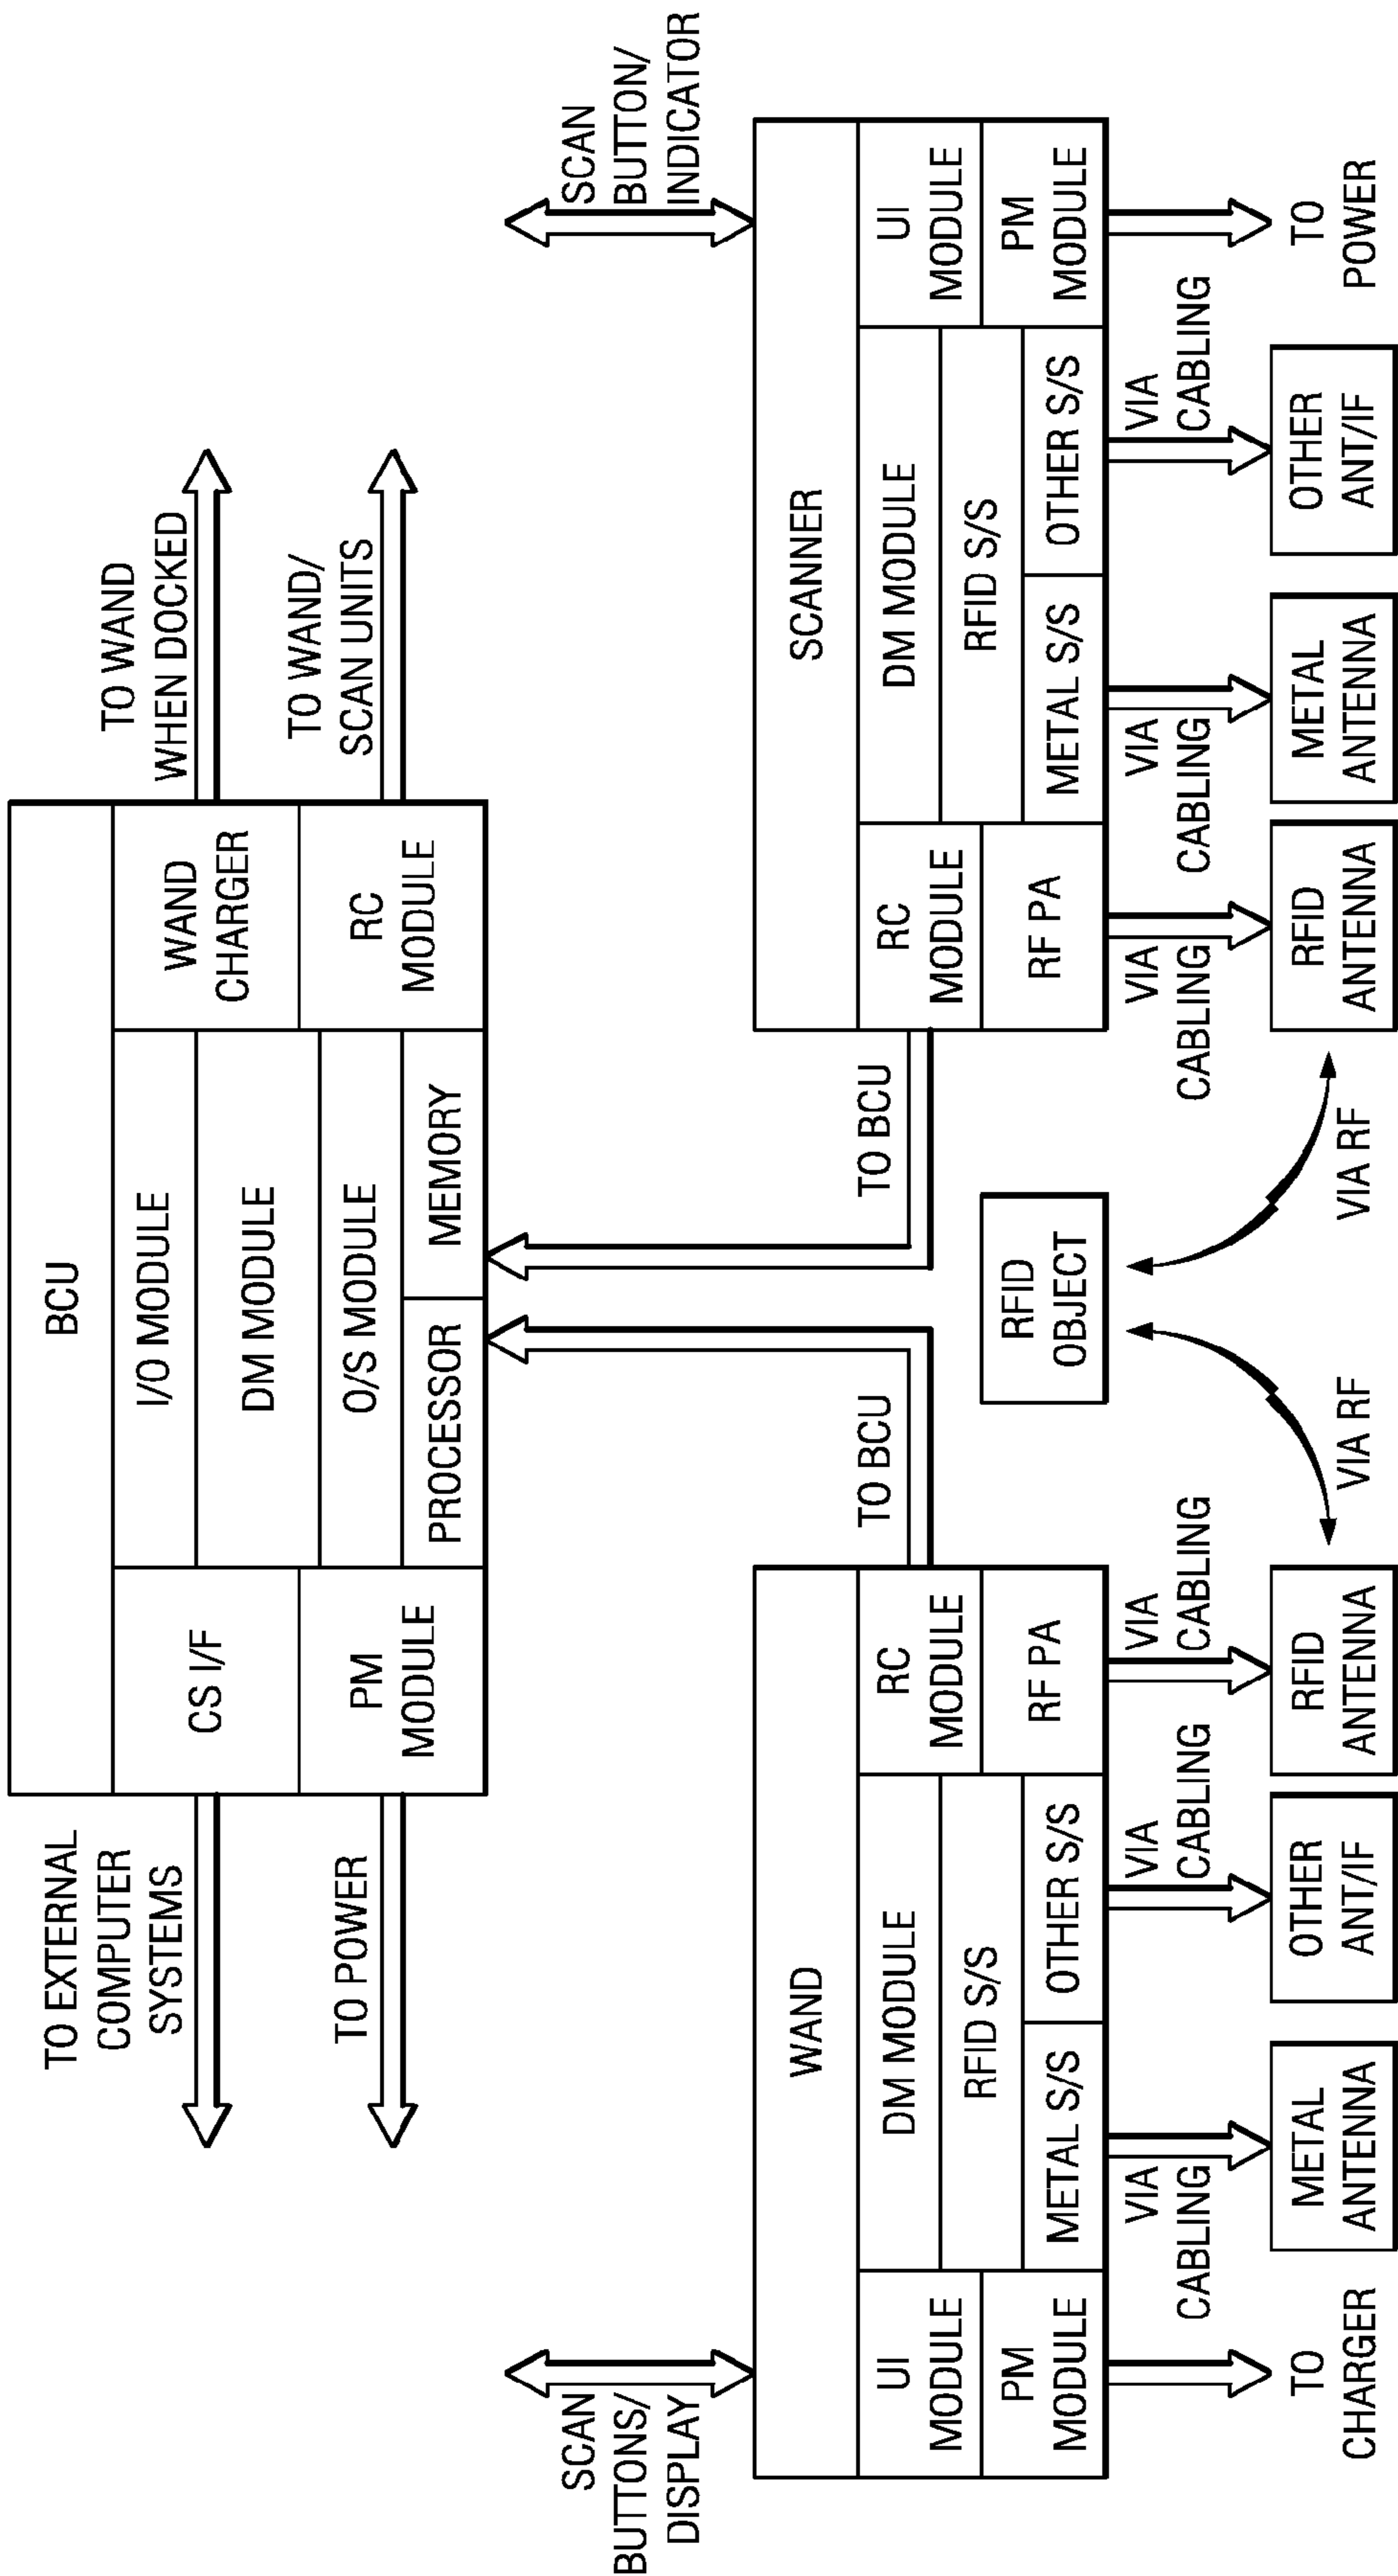 BCU
TO EXTERNAL
COMPUTER
SYSTEMS
TO POWER
CS I/F
PM
MODULE
I/O MODULE
DM MODULE
O/S MODULE
PROCESSOR
MEMORY
WAND
CHARGER
RC
MODULE
TO WAND
WHEN DOCKED
TO WAND/
SCAN UNITS
SCAN
BUTTONS/
DISPLAY
SCAN
BUTTON/
INDICATOR
WAND
UI
MODULE
PM
MODULE
DM MODULE
RFID S/S
METAL S/S
OTHER S/S
RC
MODULE
RF PA
TO BCU
TO BCU
SCANNER
RC
MODULE
RF PA
DM MODULE
RFID S/S
METAL S/S
OTHER S/S
UI
MODULE
PM
MODULE
RFID
OBJECT
TO
CHARGER
VIA
CABLING
METAL
ANTENNA
VIA
CABLING
OTHER
ANT/IF
VIA
CABLING
RFID
ANTENNA
VIA RF
VIA RF
VIA
CABLING
RFID
ANTENNA
VIA
CABLING
METAL
ANTENNA
VIA
CABLING
OTHER
ANT/IF
TO
POWER